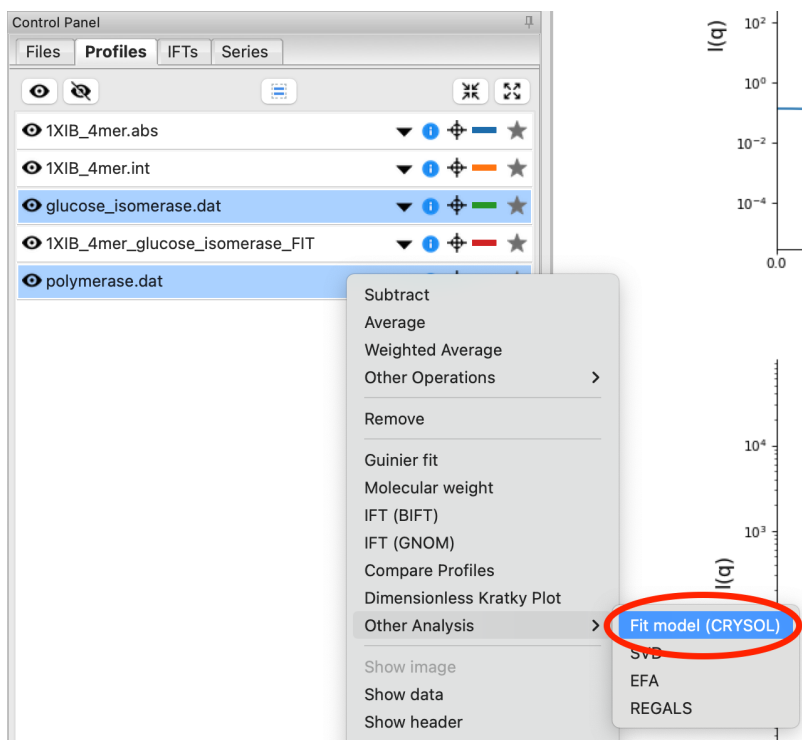 Control Panel
Files Profiles IFTs Series
1XIB_4mer.abs
1XIB_4mer.int
glucose_isomerase.dat
1XIB_4mer_glucose_isomerase_FIT
polymerase.dat
Subtract
Average
Weighted Average
Other Operations
Remove
Guinier fit
Molecular weight
IFT (BIFT)
IFT (GNOM)
Compare Profiles
Dimensionless Kratky Plot
Other Analysis
Show image
Show data
Show header
Fit model (CRYSOL)
SVD
EFA
REGALS
I(q)
10²
10⁰
10⁻²
10⁻⁴
0.0
I(q)
10⁴
10³